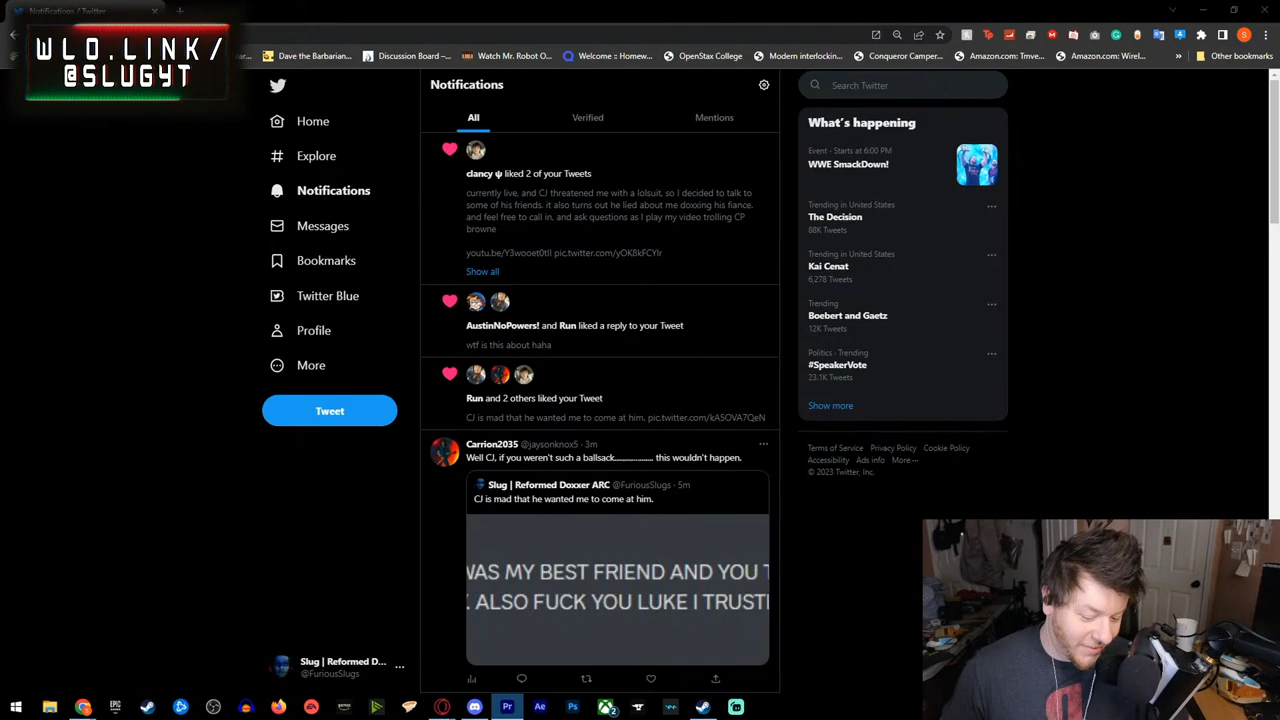 Notifications / Twitter
WLO.LINK/
@SLUGYT
Dave the Barbarian...
Discussion Board -...
Watch Mr. Robot O...
Welcome :: Homew...
OpenStax College
Modern interlockin...
Conqueror Camper...
Amazon.com: Tower...
Amazon.com: Wirel...
Other bookmarks
Home
Explore
Notifications
Messages
Bookmarks
Twitter Blue
Profile
More
Tweet
Slug | Reformed D...
@FuriousSlugs
Notifications
All
Verified
Mentions
clancy ψ liked 2 of your Tweets
currently live, and CJ threatened me with a lolsuit, so I decided to talk to
some of his friends. it also turns out he lied about me doxxing his fiance.
and feel free to call in, and ask questions as I play my video trolling CP
browne
youtu.be/Y3wooet0tlI pic.twitter.com/yOK8kFCYIr
Show all
AustinNoPowers! and Run liked a reply to your Tweet
wtf is this about haha
Run and 2 others liked your Tweet
CJ is mad that he wanted me to come at him. pic.twitter.com/kA5OVA7QeN
Carrion2035 @jaysonknox5 · 3m
Well CJ, if you weren't such a ballsack.................. this wouldn't happen.
Slug | Reformed Doxxer ARC @FuriousSlugs · 5m
CJ is mad that he wanted me to come at him.
WAS MY BEST FRIEND AND YOU T
ALSO FUCK YOU LUKE I TRUST
Search Twitter
What's happening
Event · Starts at 6:00 PM
WWE SmackDown!
Trending in United States
The Decision
88K Tweets
Trending in United States
Kai Cenat
6,278 Tweets
Trending
Boebert and Gaetz
12K Tweets
Politics · Trending
#SpeakerVote
23.1K Tweets
Show more
Terms of Service Privacy Policy Cookie Policy
Accessibility Ads info More ···
© 2023 Twitter, Inc.